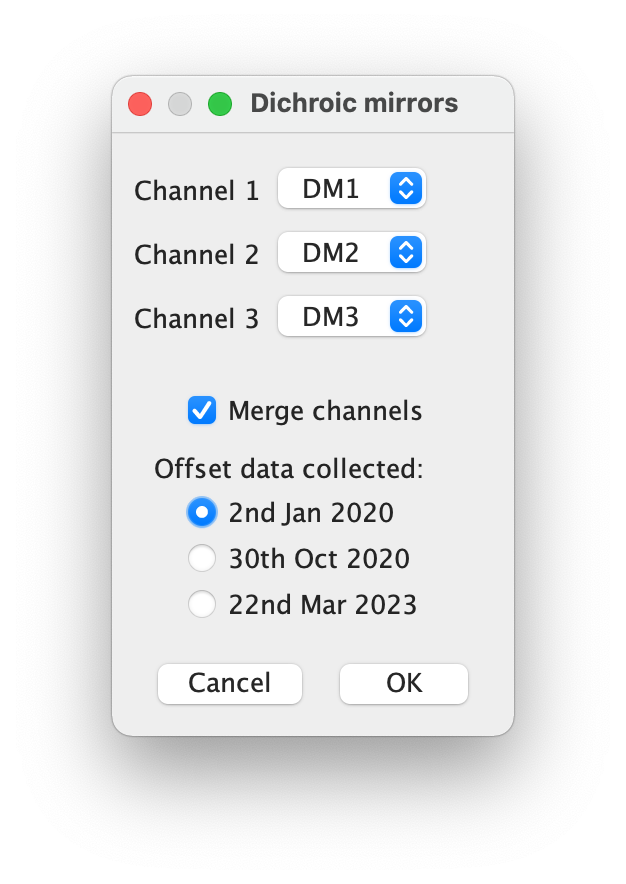 Dichroic mirrors
Channel 1 DM1
Channel 2 DM2
Channel 3 DM3
Merge channels
Offset data collected:
2nd Jan 2020
30th Oct 2020
22nd Mar 2023
Cancel OK